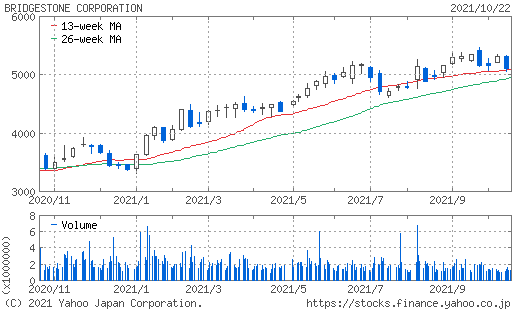 BRIDGESTONE CORPORATION 2021/10/22
6000
13-week MA
26-week MA
5000
4000
3000
2020/11 2021/1 2021/3 2021/5 2021/7 2021/9
8
Volume
6
4
2
0
(x1000000)
2020/11 2021/1 2021/3 2021/5 2021/7 2021/9
(C) 2021 Yahoo Japan Corporation. https://stocks.finance.yahoo.co.jp/